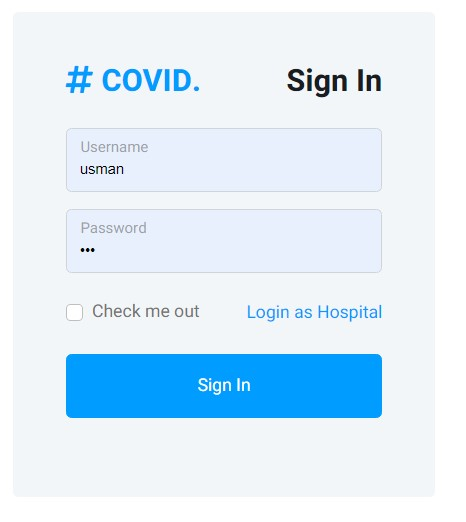 # COVID. Sign In
Username
usman
Password
•••
Check me out Login as Hospital
Sign In